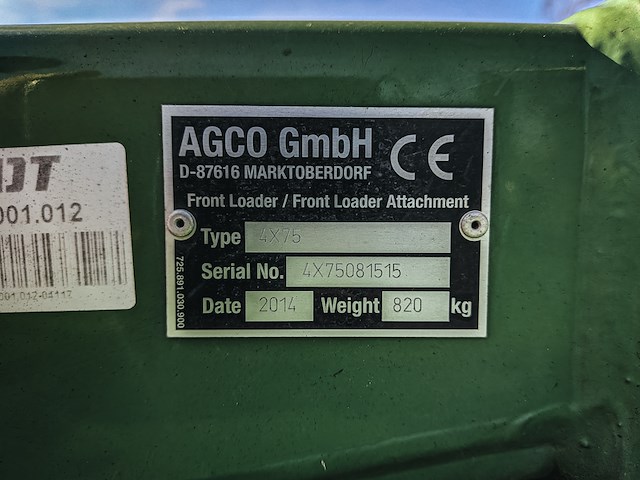 AGCO GmbH
D-87616 MARKTOBERDORF
CE
Front Loader / Front Loader Attachment
Type 4X75
Serial No. 4X75081515
Date 2014 Weight 820 kg
725.891.030.900
001.012